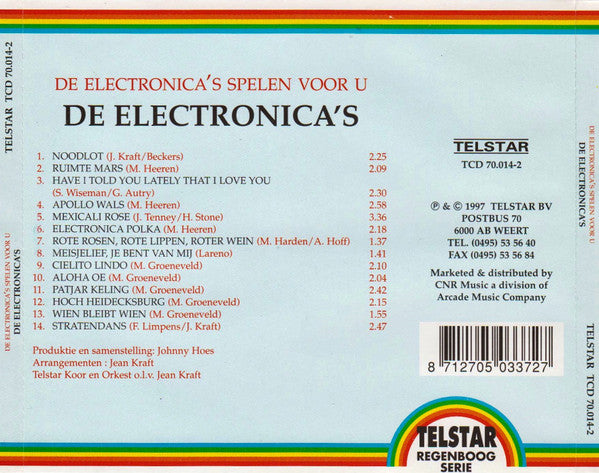 TELSTAR TCD 70.014-2
DE ELECTRONICA'S SPELEN VOOR U
DE ELECTRONICA'S
DE ELECTRONICA'S SPELEN VOOR U
DE ELECTRONICA'S
1. NOODLOT (J. Kraft/Beckers) 2.25
2. RUIMTE MARS (M. Heeren) 2.09
3. HAVE I TOLD YOU LATELY THAT I LOVE YOU
(S. Wiseman/G. Autry) 2.30
4. APOLLO WALS (M. Heeren) 2.58
5. MEXICALI ROSE (J. Tenney/H. Stone) 3.36
6. ELECTRONICA POLKA (M. Heeren) 2.18
7. ROTE ROSEN, ROTE LIPPEN, ROTER WEIN (M. Harden/A. Hoff) 1.37
8. MEISJELIEF, JE BENT VAN MIJ (Lareno) 1.41
9. CIELITO LINDO (M. Groeneveld) 2.04
10. ALOHA OE (M. Groeneveld) 2.04
11. PATJAR KELING (M. Groeneveld) 2.42
12. HOCH HEIDECKSBURG (M. Groeneveld) 2.15
13. WIEN BLEIBT WIEN (M. Groeneveld) 1.55
14. STRATENDANS (F. Limpens/J. Kraft) 2.47
Produktie en samenstelling: Johnny Hoes
Arrangementen : Jean Kraft
Telstar Koor en Orkest o.l.v. Jean Kraft
TELSTAR
TCD 70.014-2
℗ & © 1997 TELSTAR BV
POSTBUS 70
6000 AB WEERT
TEL. (0495) 53 56 40
FAX (0495) 53 56 84
Marketed & distributed by
CNR Music a division of
Arcade Music Company
8 712705 033727
TELSTAR
REGENBOOG
SERIE
DE ELECTRONICA'S SPELEN VOOR U
DE ELECTRONICA'S
TELSTAR TCD 70.014-2